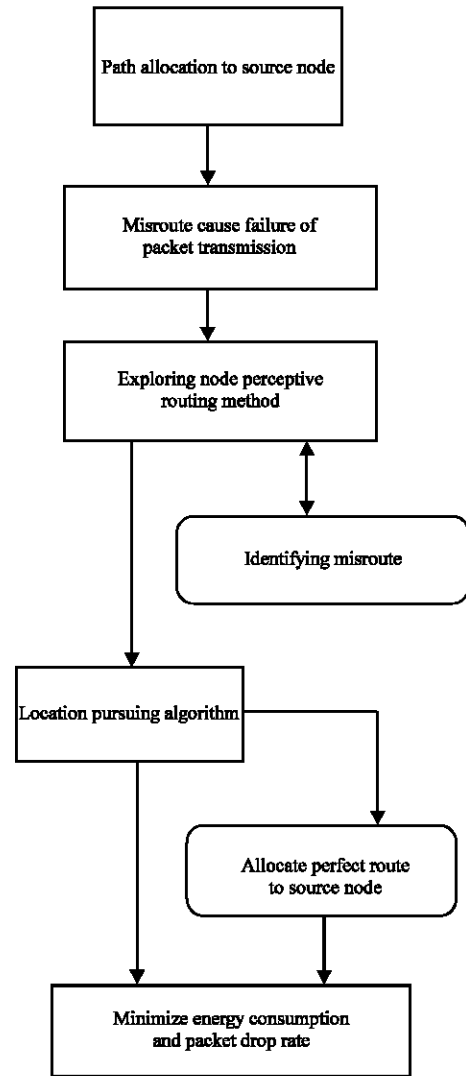 Path allocation to source node
Misroute cause failure of
packet transmission
Exploring node perceptive
routing method
Identifying misroute
Location pursuing algorithm
Allocate perfect route
to source node
Minimize energy consumption
and packet drop rate